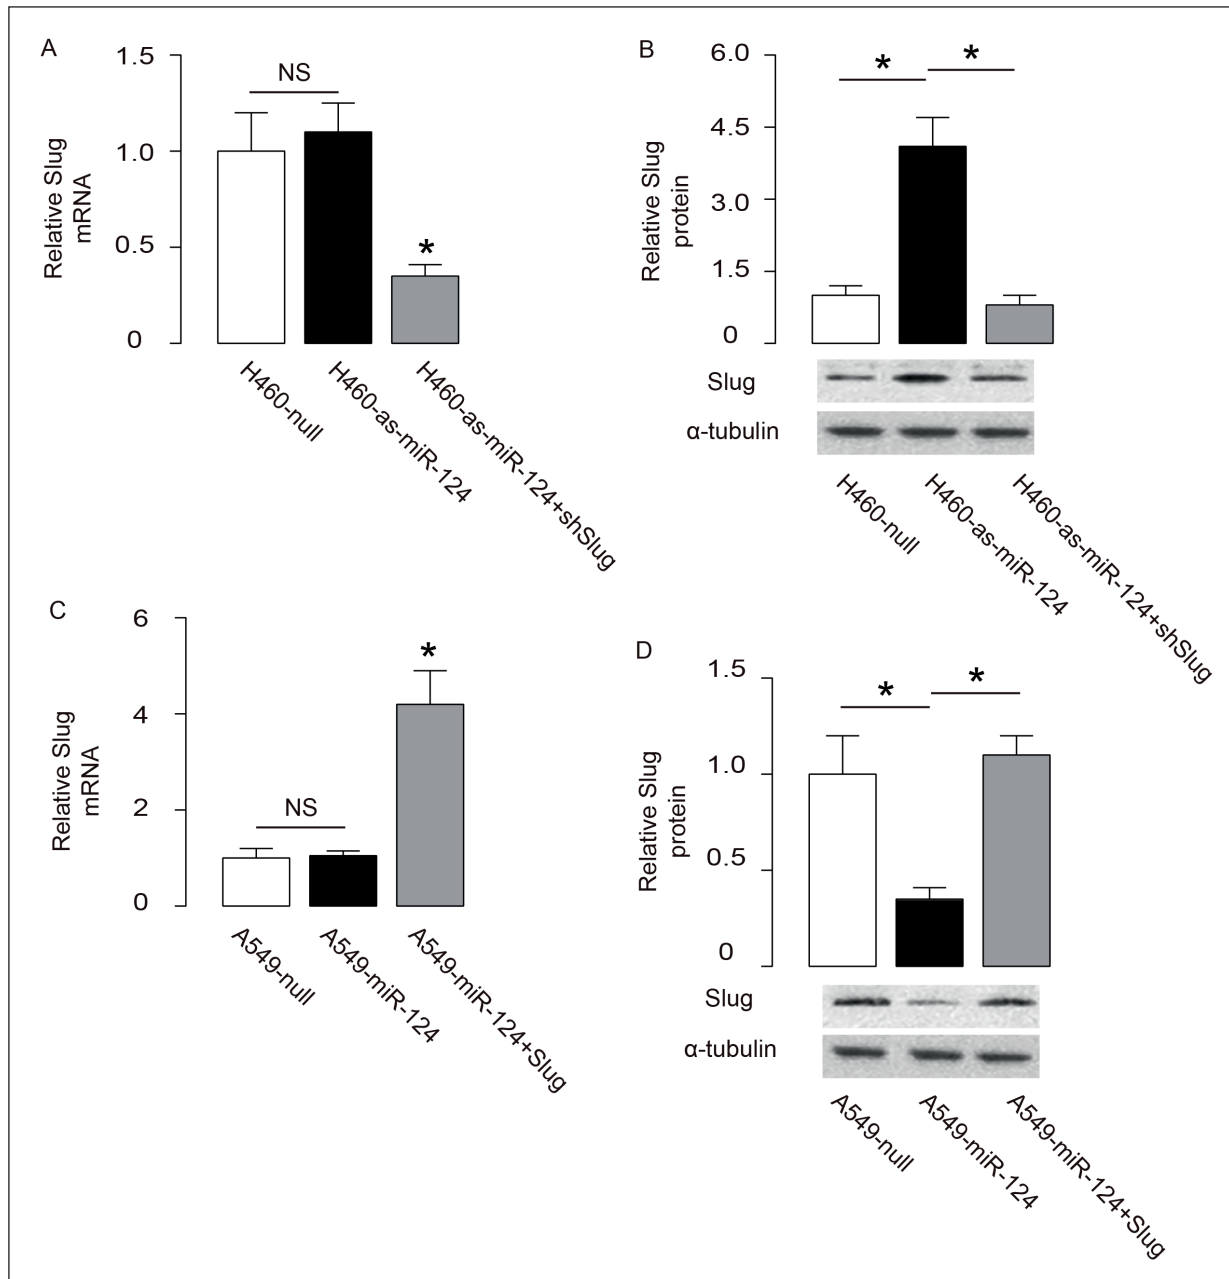 A
1.5
1.0
0.5
0
Relative Slug
mRNA
NS
*
H460-null
H460-as-miR-124
H460-as-miR-124+shSlug
B
6.0
4.5
3.0
1.5
0
Relative Slug
protein
*
*
Slug
α-tubulin
H460-null
H460-as-miR-124
H460-as-miR-124+shSlug
C
6
4
2
0
Relative Slug
mRNA
NS
*
A549-null
A549-miR-124
A549-miR-124+Slug
D
1.5
1.0
0.5
0
Relative Slug
protein
*
*
Slug
α-tubulin
A549-null
A549-miR-124
A549-miR-124+Slug